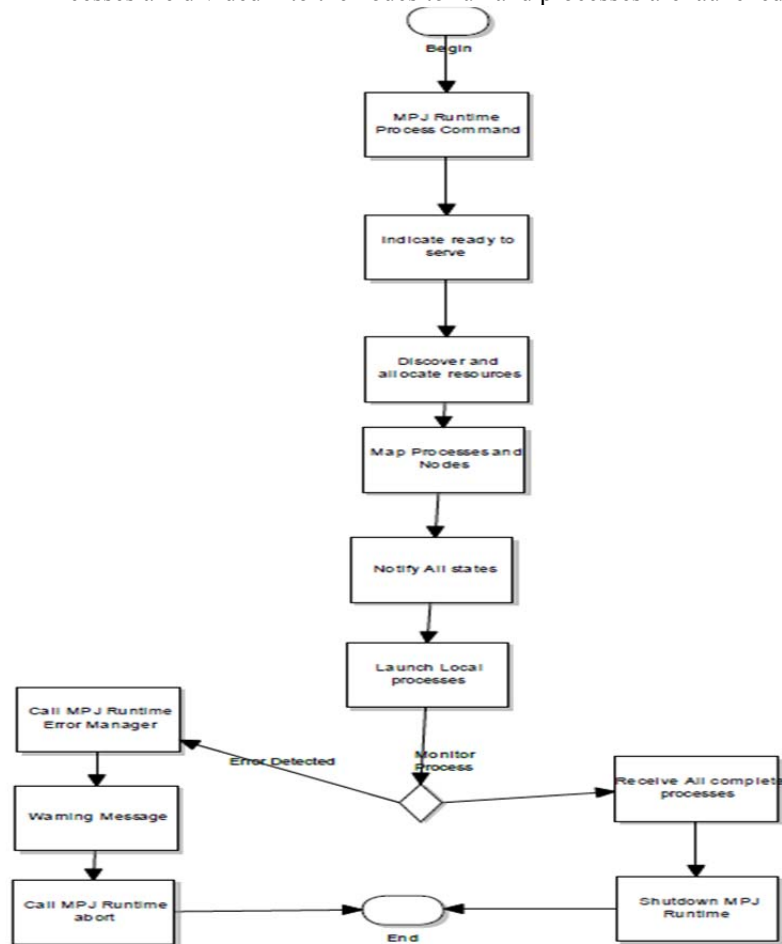 Begin
MPJ Runtime
Process Command
Indicate ready to
serve
Discover and
allocate resources
Map Processes and
Nodes
Notify All states
Launch Local
processes
Monitor
Process
Error Detected
Call MPJ Runtime
Error Manager
Warning Message
Call MPJ Runtime
abort
Receive All complete
processes
Shutdown MPJ
Runtime
End